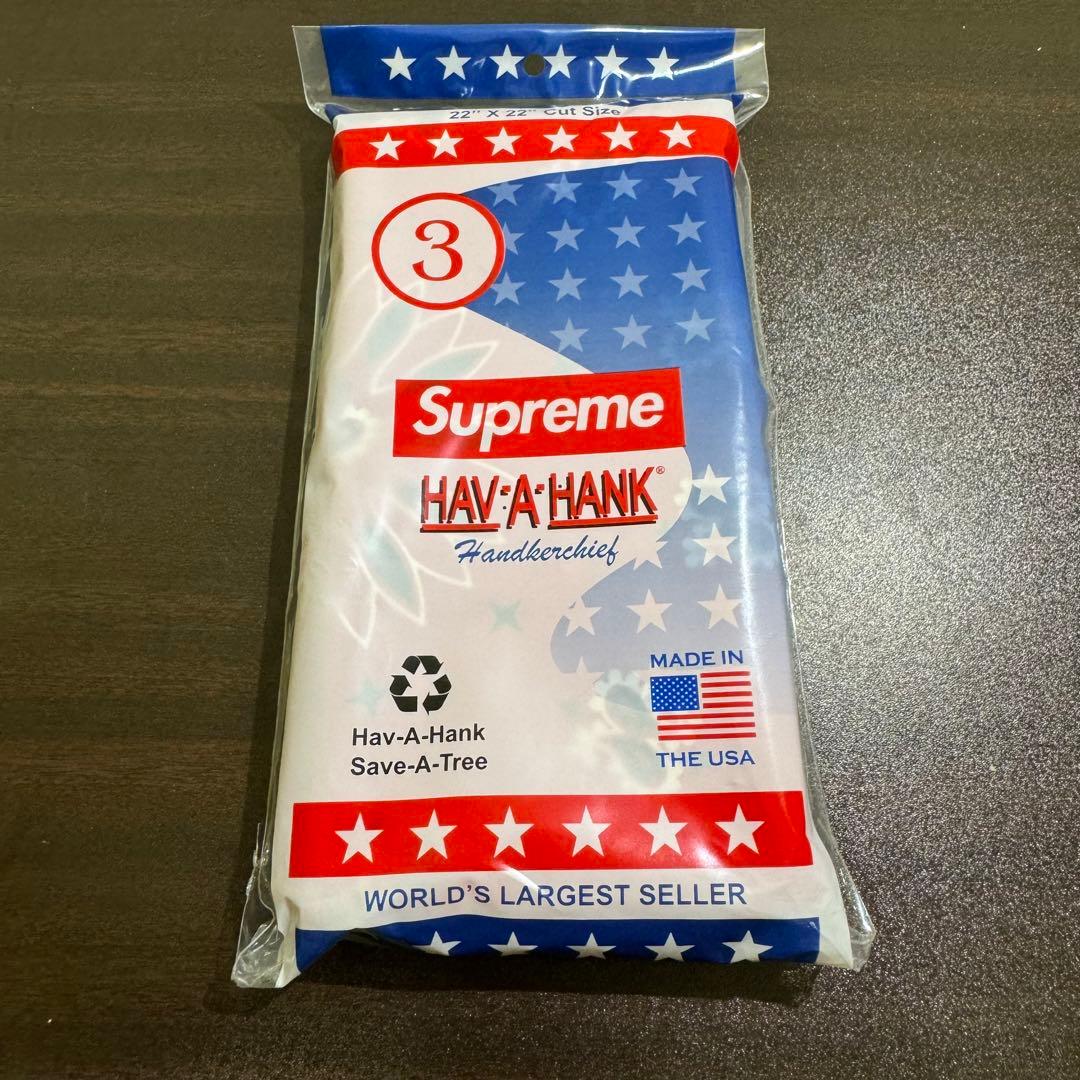 22" X 22" Cut Size
3
Supreme
HAV-A-HANK®
Handkerchief
MADE IN
THE USA
Hav-A-Hank
Save-A-Tree
WORLD'S LARGEST SELLER